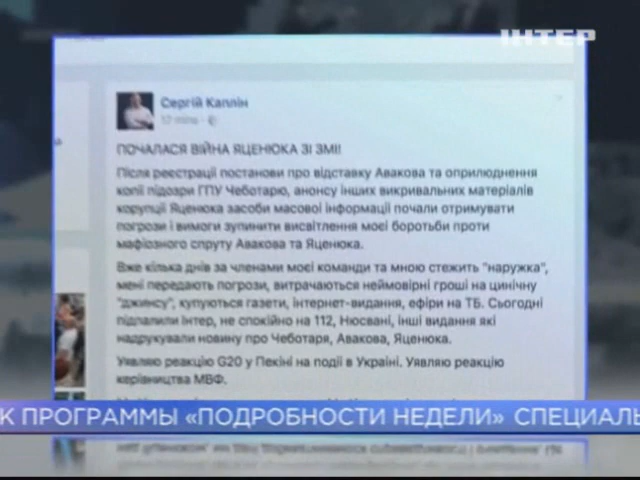 ІНТЕР
Сергій Каплін
17 mins
ПОЧАЛАСЯ ВІЙНА ЯЦЕНЮКА ЗІ ЗМІ!
Після реєстрації постанови про відставку Авакова та оприлюднення
копії підозри ГПУ Чеботарю, анонсу інших викривальних матеріалів
корупції Яценюка засоби масової інформації почали отримувати
погрози і вимоги зупинити висвітлення моєї боротьби проти
мафіозного спруту Авакова та Яценюка.
Вже кілька днів за членами моєї команди та мною стежить "наружка",
мені передають погрози, витрачаються неймовірні гроші на цинічну
"джинсу", купуються газети, інтернет-видання, ефіри на ТБ. Сьогодні
підпалили Інтер, не спокійно на 112, Ньюсвані, інші видання які
надрукували новину про Чеботаря, Авакова, Яценюка.
Уявляю реакцію G20 у Пекіні на події в Україні. Уявляю реакцію
керівництва МВФ.
К ПРОГРАММЫ «ПОДРОБНОСТИ НЕДЕЛИ» СПЕЦИАЛЬ